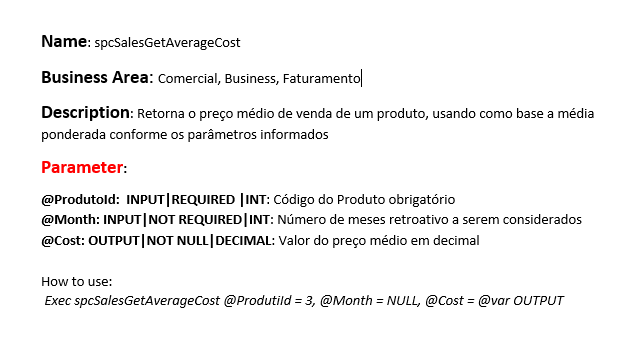 Name: spcSalesGetAverageCost
Business Area: Comercial, Business, Faturamento
Description: Retorna o preço médio de venda de um produto, usando como base a média
ponderada conforme os parâmetros informados
Parameter:
@ProdutoId:  INPUT|REQUIRED |INT: Código do Produto obrigatório
@Month: INPUT|NOT REQUIRED|INT: Número de meses retroativo a serem considerados
@Cost: OUTPUT|NOT NULL|DECIMAL: Valor do preço médio em decimal
How to use:
Exec spcSalesGetAverageCost @ProdutiId = 3, @Month = NULL, @Cost = @var OUTPUT